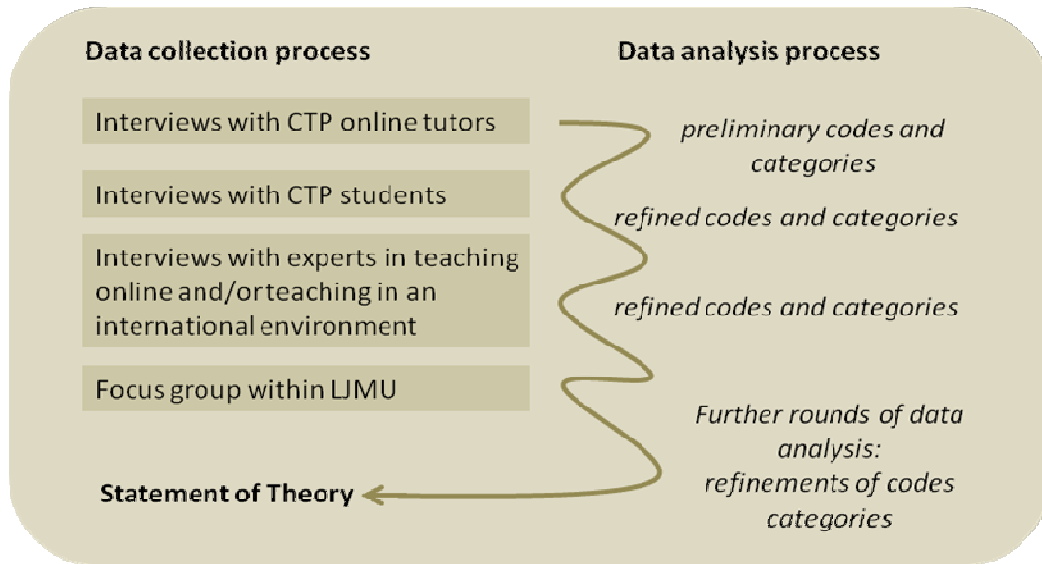 Data collection process
Data analysis process
Interviews with CTP online tutors
preliminary codes and
categories
Interviews with CTP students
refined codes and categories
Interviews with experts in teaching
online and/orteaching in an
international environment
refined codes and categories
Focus group within LJMU
Further rounds of data
analysis:
refinements of codes
categories
Statement of Theory